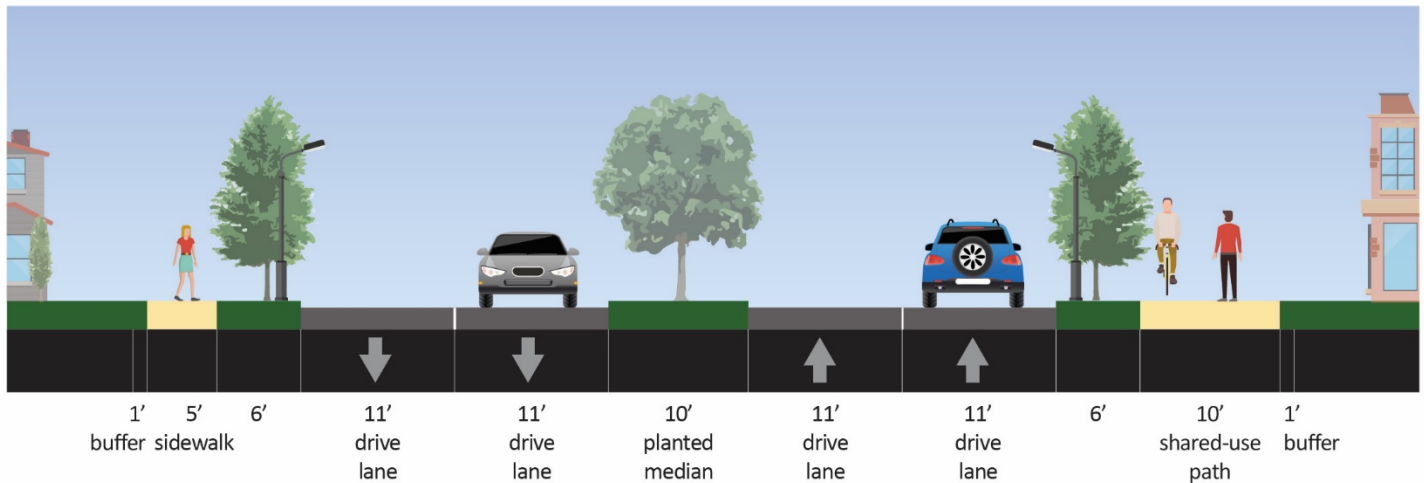 1’ 5’ 6’ 11’ 11’ 10’ 11’ 11’ 6’ 10’ 1’
buffer sidewalk drive drive planted drive drive shared-use buffer
lane lane median lane lane path